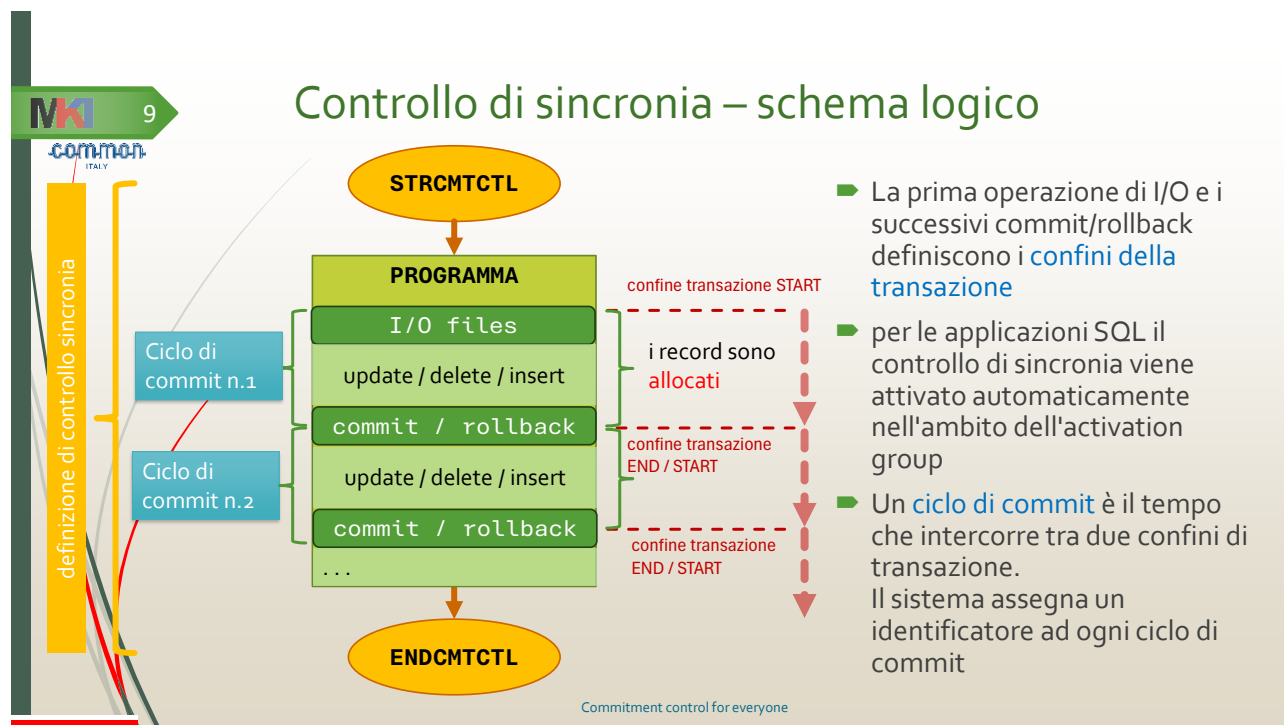 Controllo di sincronia – schema logico
MKI
9
common
ITALY
definizione di controllo sincronia
STRCMTCTL
PROGRAMMA
I/O files
update / delete / insert
commit / rollback
update / delete / insert
commit / rollback
...
ENDCMTCTL
Ciclo di
commit n.1
Ciclo di
commit n.2
confine transazione START
i record sono
allocati
confine transazione
END / START
confine transazione
END / START
La prima operazione di I/O e i
successivi commit/rollback
definiscono i confini della
transazione
per le applicazioni SQL il
controllo di sincronia viene
attivato automaticamente
nell'ambito dell'activation
group
Un ciclo di commit è il tempo
che intercorre tra due confini di
transazione.
Il sistema assegna un
identificatore ad ogni ciclo di
commit
Commitment control for everyone